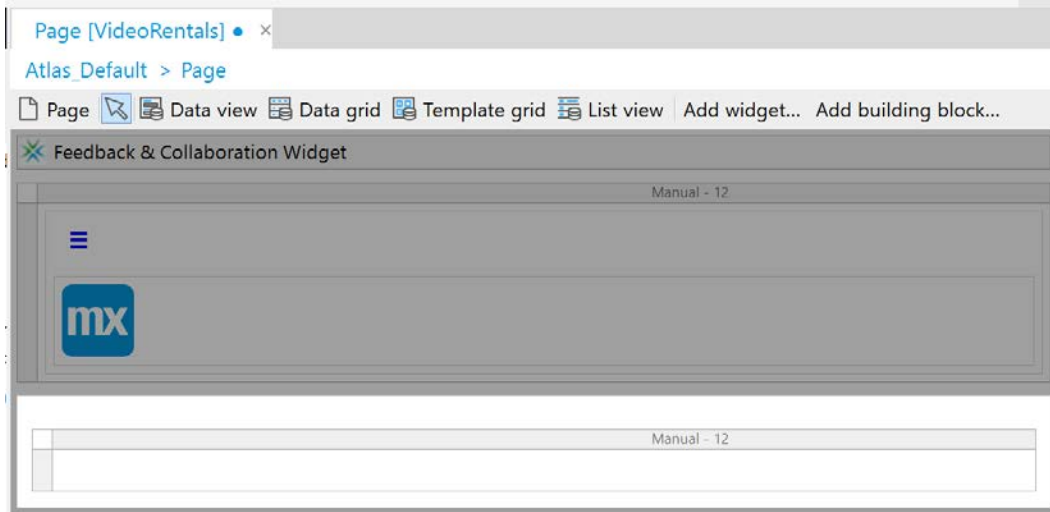 Page [VideoRentals] ● ×
Atlas_Default > Page
Page Data view Data grid Template grid List view Add widget... Add building block...
Feedback & Collaboration Widget
Manual - 12
mx
Manual - 12